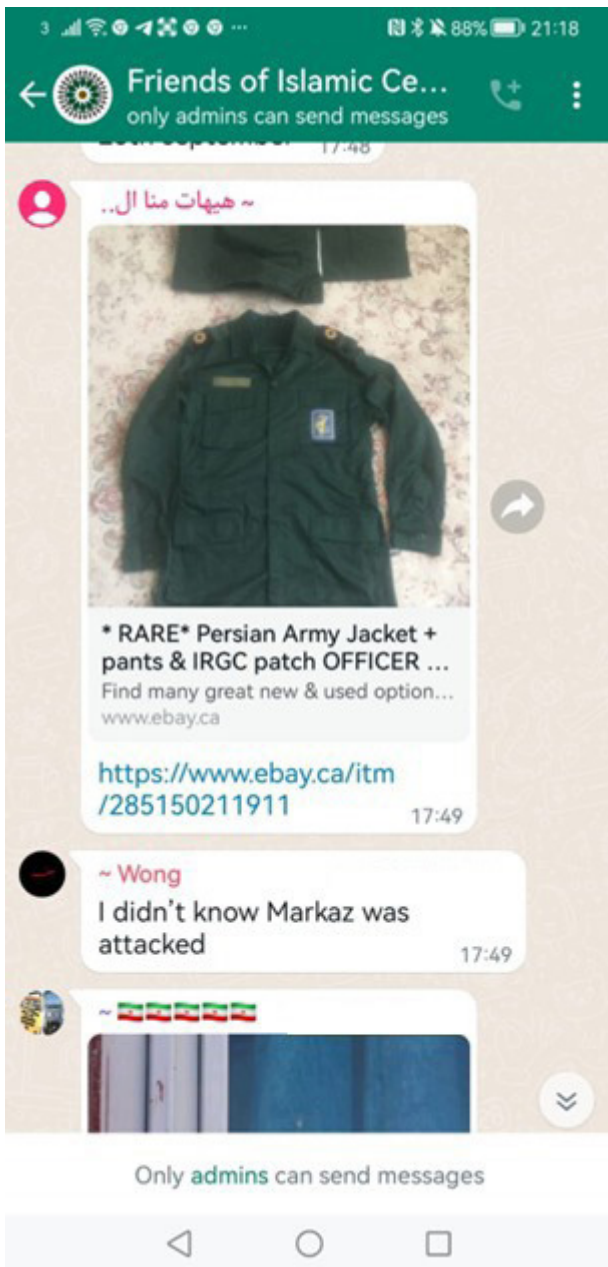 3
88%
21:18
Friends of Islamic Ce...
only admins can send messages
17:48
~ هيهات منا ال..
* RARE* Persian Army Jacket +
pants & IRGC patch OFFICER ...
Find many great new & used option...
www.ebay.ca
https://www.ebay.ca/itm
/285150211911
17:49
~ Wong
I didn't know Markaz was
attacked
17:49
~
Only admins can send messages